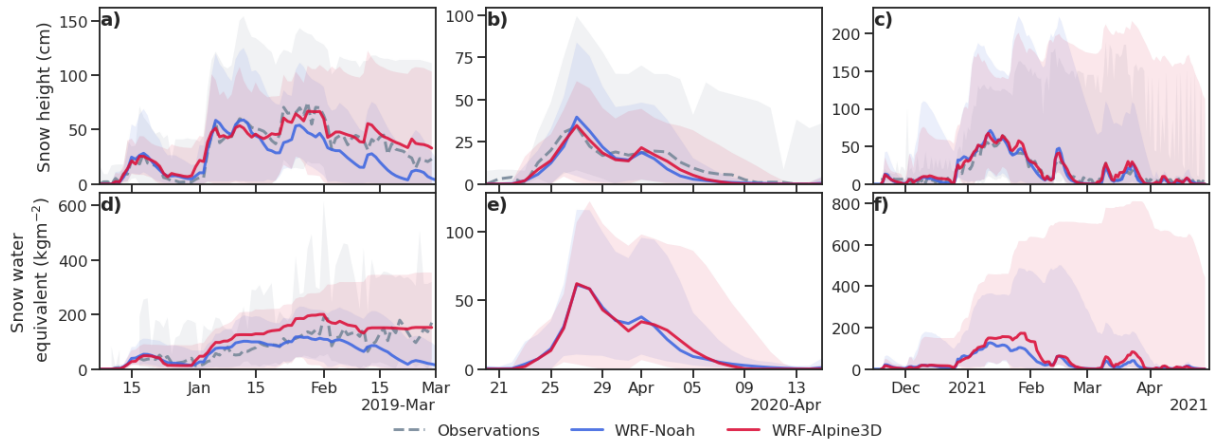 a)
b)
c)
Snow height (cm)
150
100
50
0
100
75
50
25
0
200
150
100
50
0
d)
e)
f)
Snow water
equivalent (kgm−2)
600
400
200
0
100
50
0
800
600
400
200
0
15 Jan 15 Feb 15 Mar
2019-Mar
21 25 29 Apr 05 09 13
2020-Apr
Dec 2021 Feb Mar Apr
2021
Observations WRF-Noah WRF-Alpine3D